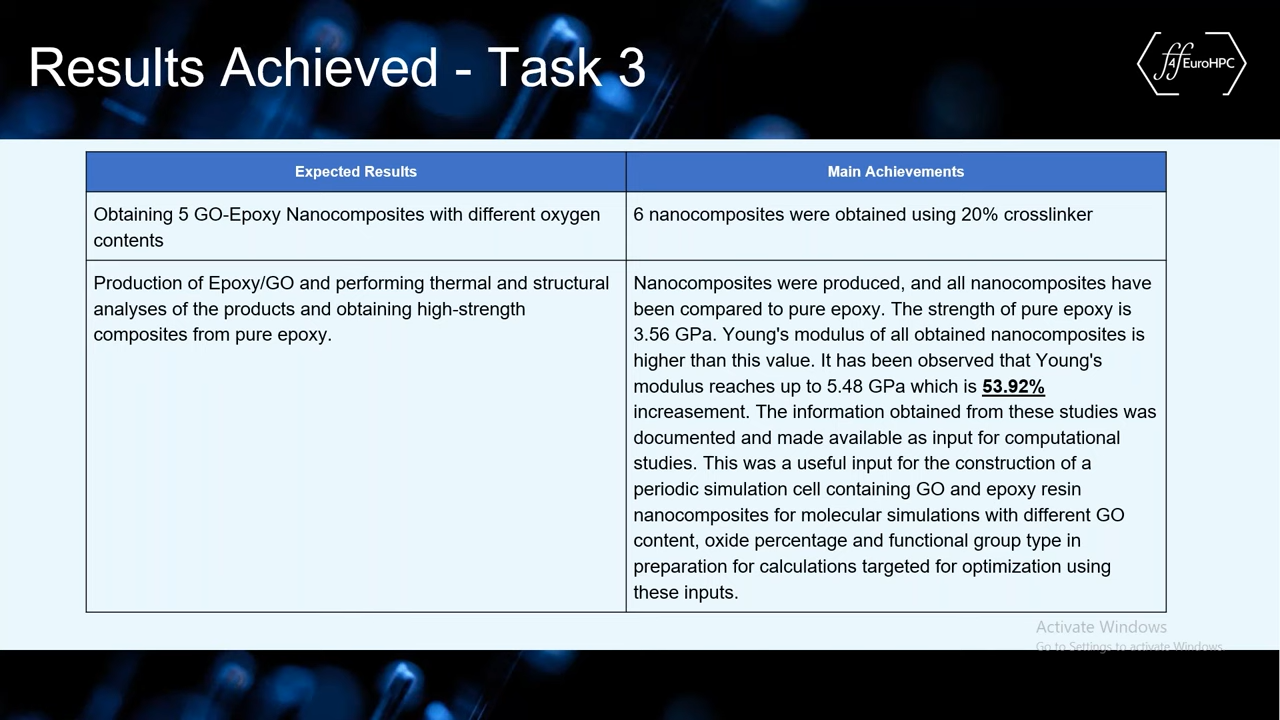 Results Achieved - Task 3
ff4EuroHPC
Expected Results
Main Achievements
Obtaining 5 GO-Epoxy Nanocomposites with different oxygen
contents
6 nanocomposites were obtained using 20% crosslinker
Production of Epoxy/GO and performing thermal and structural
analyses of the products and obtaining high-strength
composites from pure epoxy.
Nanocomposites were produced, and all nanocomposites have
been compared to pure epoxy. The strength of pure epoxy is
3.56 GPa. Young's modulus of all obtained nanocomposites is
higher than this value. It has been observed that Young's
modulus reaches up to 5.48 GPa which is 53.92%
increasement. The information obtained from these studies was
documented and made available as input for computational
studies. This was a useful input for the construction of a
periodic simulation cell containing GO and epoxy resin
nanocomposites for molecular simulations with different GO
content, oxide percentage and functional group type in
preparation for calculations targeted for optimization using
these inputs.
Activate Windows
Go to Settings to activate Windows.